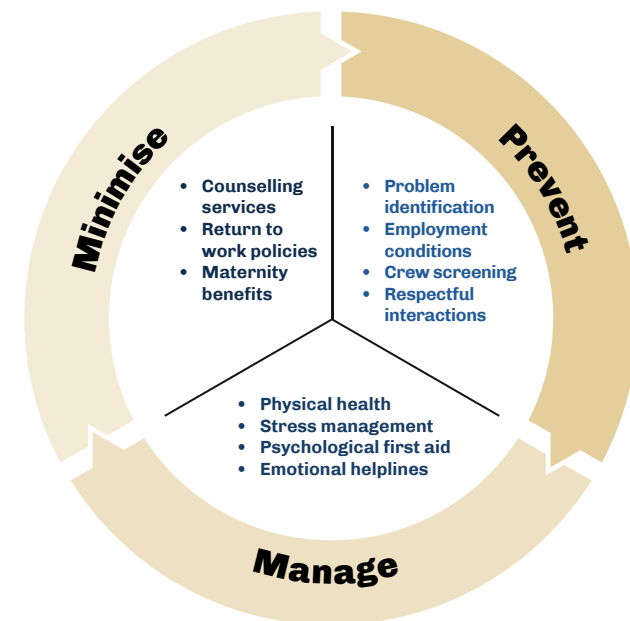 Minimise
• Counselling
services
• Return to
work policies
• Maternity
benefits
Prevent
• Problem
identification
• Employment
conditions
• Crew screening
• Respectful
interactions
• Physical health
• Stress management
• Psychological first aid
• Emotional helplines
Manage